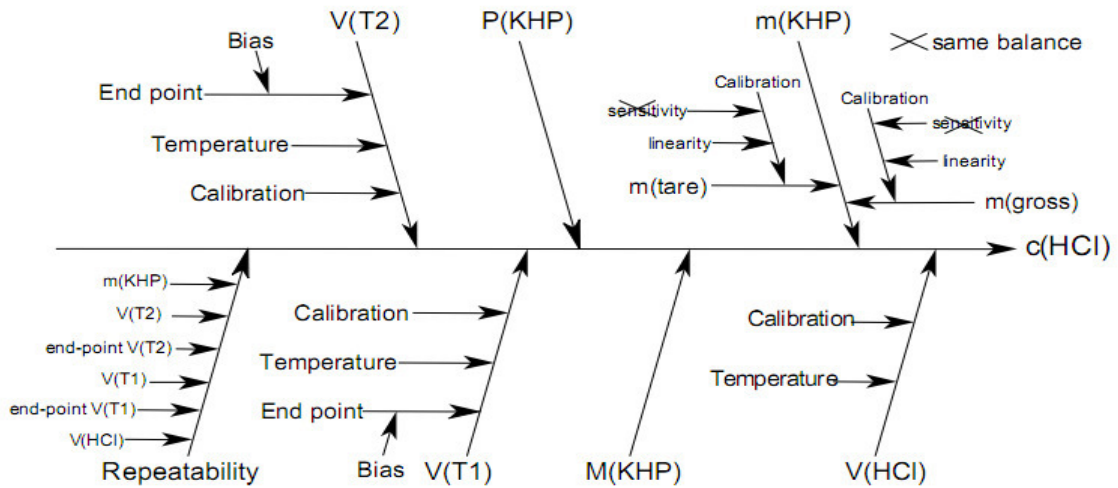 V(T2)
P(KHP)
m(KHP)
same balance
Bias
End point
Temperature
Calibration
Calibration
sensitivity
linearity
m(tare)
Calibration
sensitivity
linearity
m(gross)
c(HCl)
m(KHP)
V(T2)
end-point V(T2)
V(T1)
end-point V(T1)
V(HCl)
Repeatability
Calibration
Temperature
End point
Bias
V(T1)
M(KHP)
Calibration
Temperature
V(HCl)